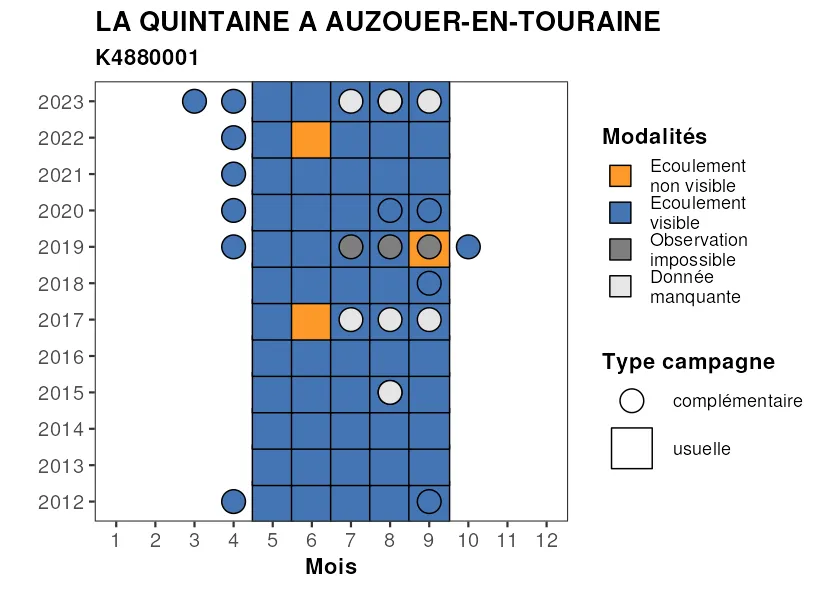 LA QUINTAINE A AUZOUER-EN-TOURAINE
K4880001
2023
2022
2021
2020
2019
2018
2017
2016
2015
2014
2013
2012
1 2 3 4 5 6 7 8 9 10 11 12
Mois
Modalités
Ecoulement
non visible
Ecoulement
visible
Observation
impossible
Donnée
manquante
Type campagne
complémentaire
usuelle